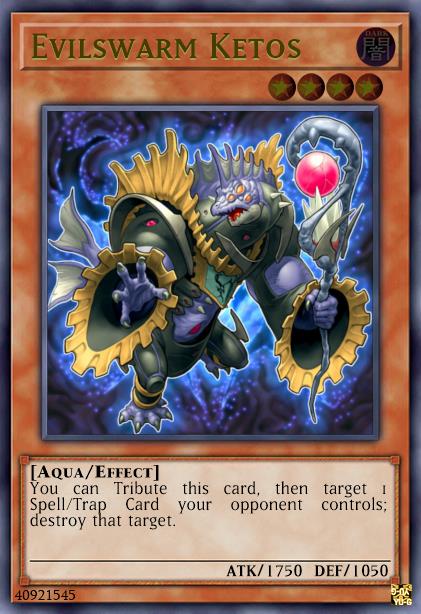 Evilswarm Ketos
DARK
闇
[Aqua/Effect]
You can Tribute this card, then target 1
Spell/Trap Card your opponent controls;
destroy that target.
ATK/1750 DEF/1050
40921545